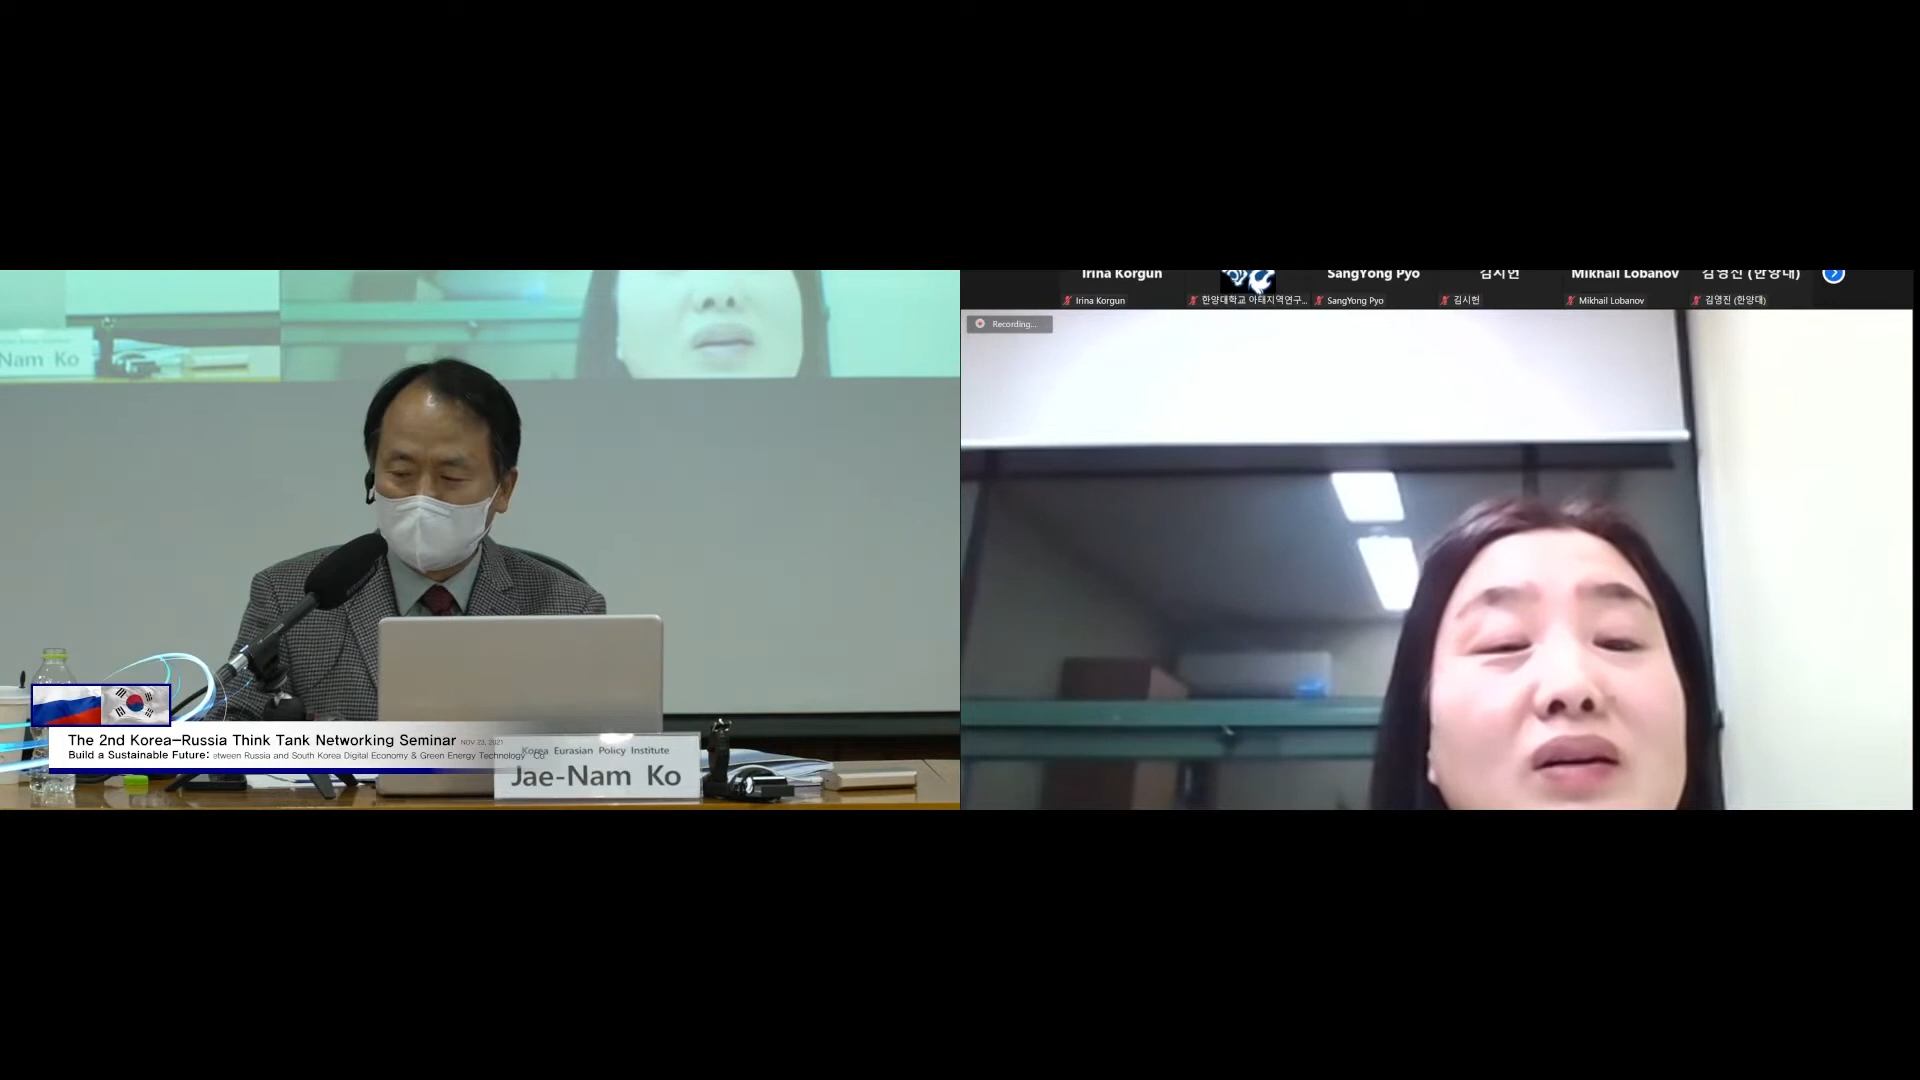 Nam Ko
The 2nd Korea–Russia Think Tank Networking Seminar NOV 23, 2021
Build a Sustainable Future: etween Russia and South Korea Digital Economy & Green Energy Technology Co
Korea Eurasian Policy Institute
Jae-Nam Ko
Irina Korgun
SangYong Pyo
김시헌
Mikhail Lobanov
김영진 (한양대)
Irina Korgun
한양대학교 아태지역연구...
SangYong Pyo
김시헌
Mikhail Lobanov
김영진 (한양대)
Recording...